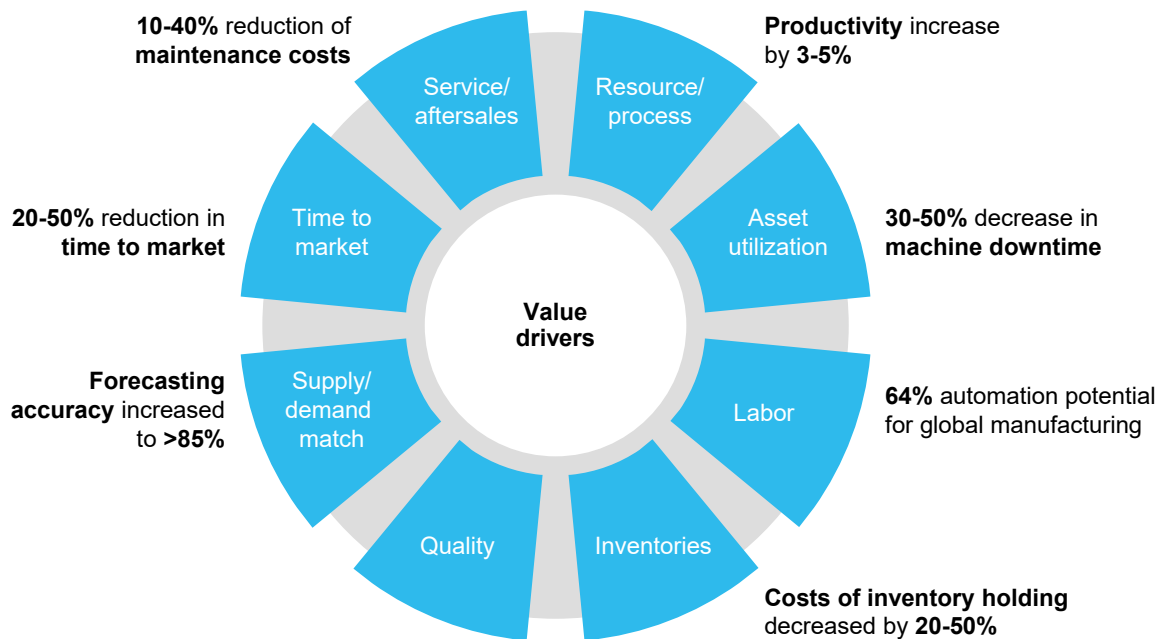 10-40% reduction of
maintenance costs
Productivity increase
by 3-5%
Service/
aftersales
Resource/
process
20-50% reduction in
time to market
Time to
market
Asset
utilization
30-50% decrease in
machine downtime
Value
drivers
Forecasting
accuracy increased
to >85%
Supply/
demand
match
Labor
64% automation potential
for global manufacturing
Quality
Inventories
Costs of inventory holding
decreased by 20-50%